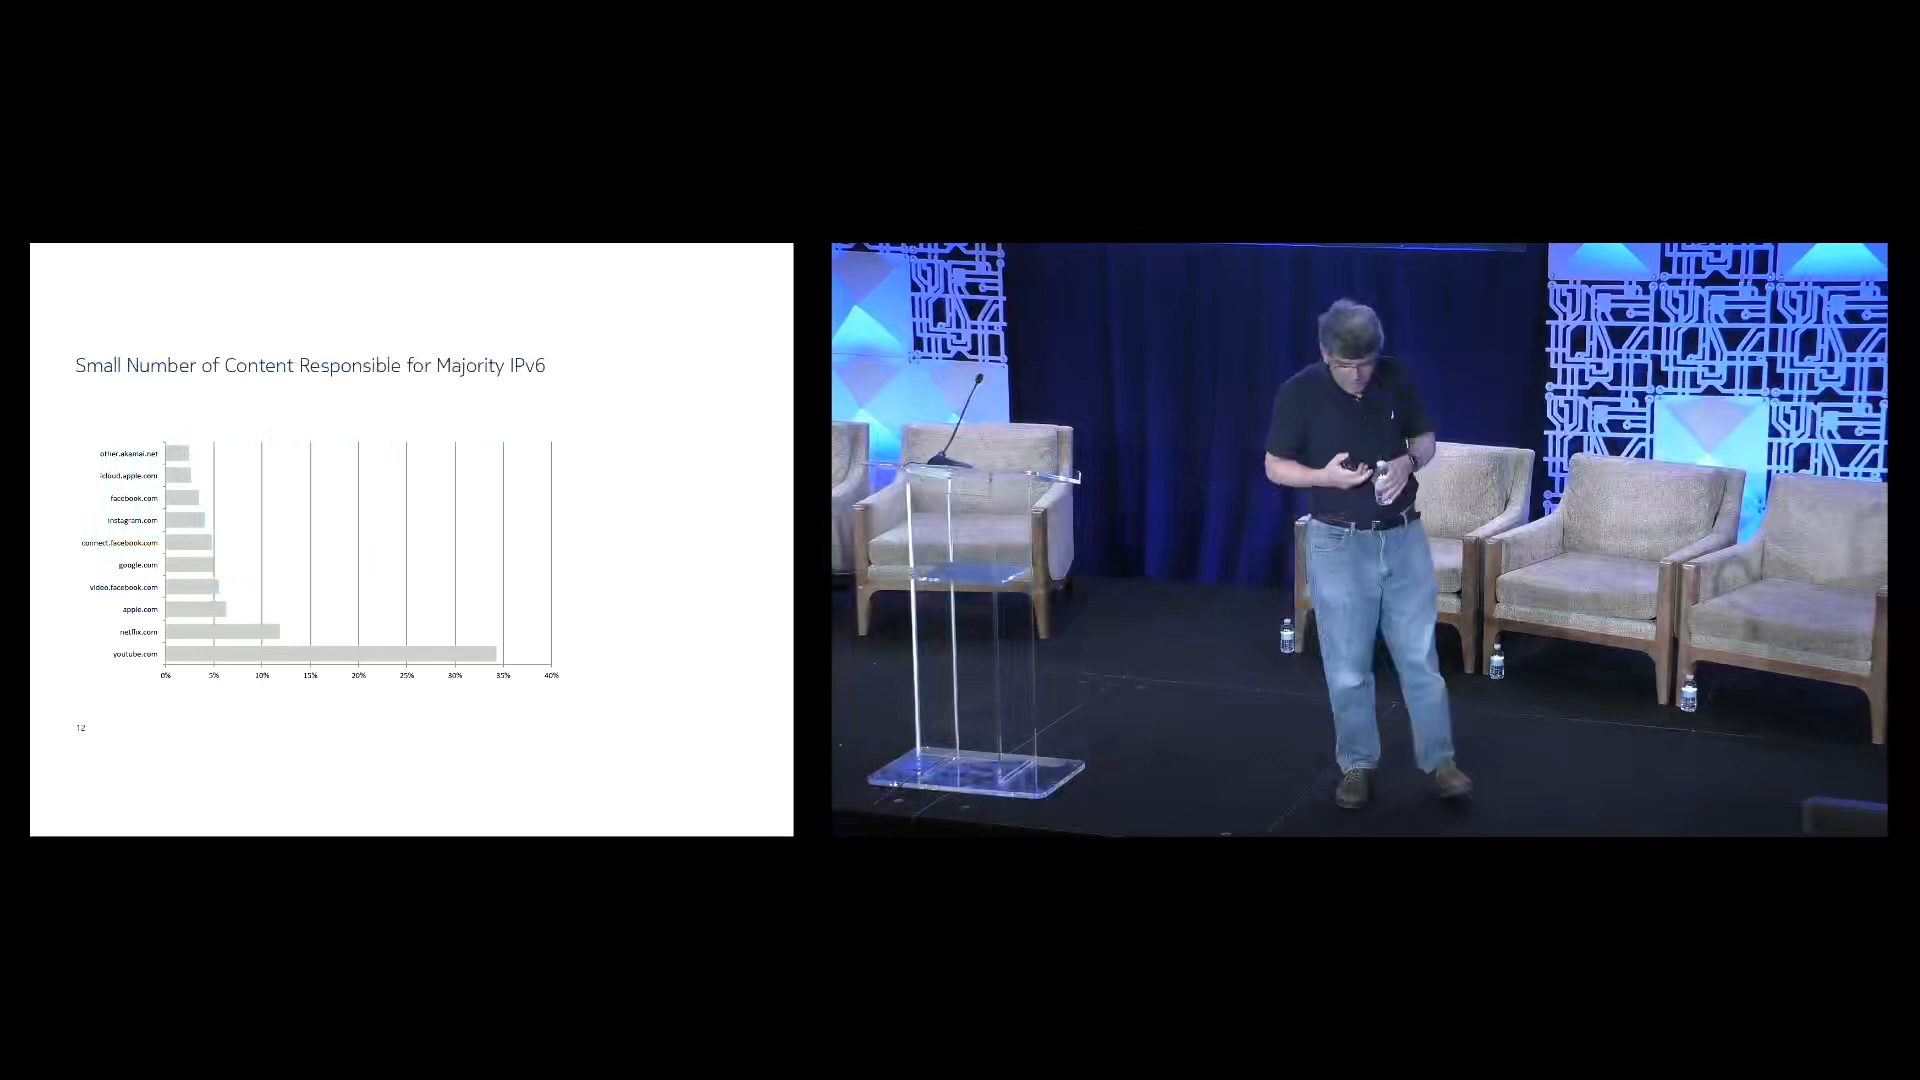 Small Number of Content Responsible for Majority IPv6
other.akamai.net
icloud.apple.com
facebook.com
instagram.com
connect.facebook.com
google.com
video.facebook.com
apple.com
netflix.com
youtube.com
0% 5% 10% 15% 20% 25% 30% 35% 40%
12